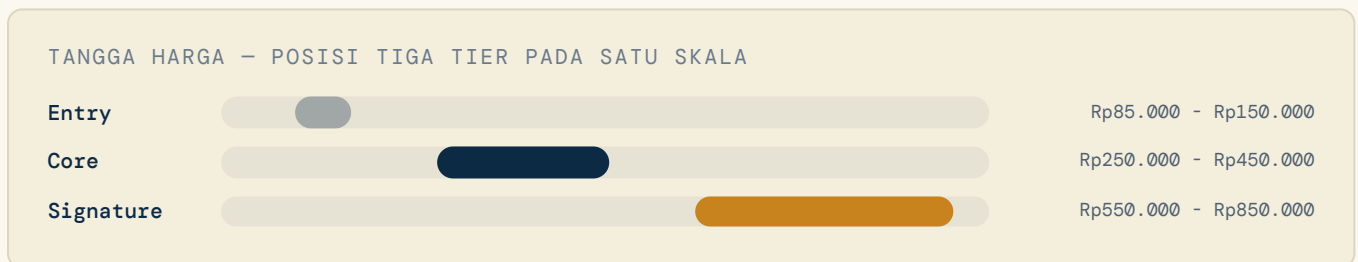 TANGGA HARGA — POSISI TIGA TIER PADA SATU SKALA
Entry Rp85.000 - Rp150.000
Core Rp250.000 - Rp450.000
Signature Rp550.000 - Rp850.000